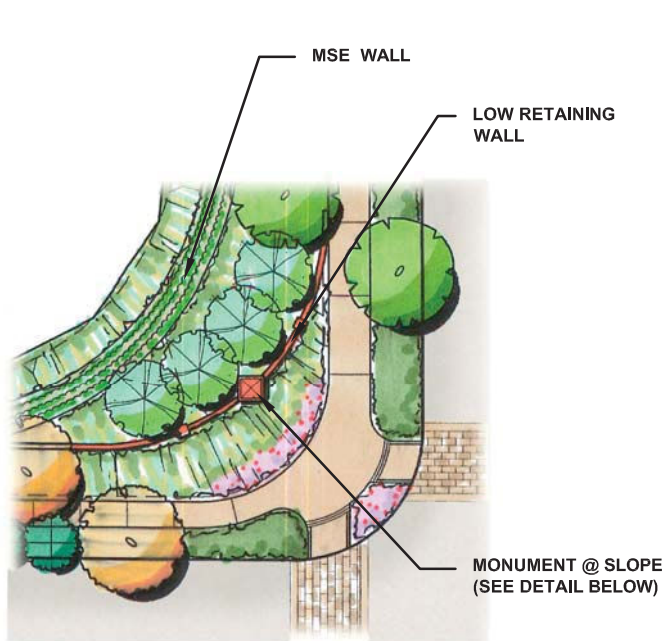 MSE WALL
LOW RETAINING
WALL
MONUMENT @ SLOPE
(SEE DETAIL BELOW)